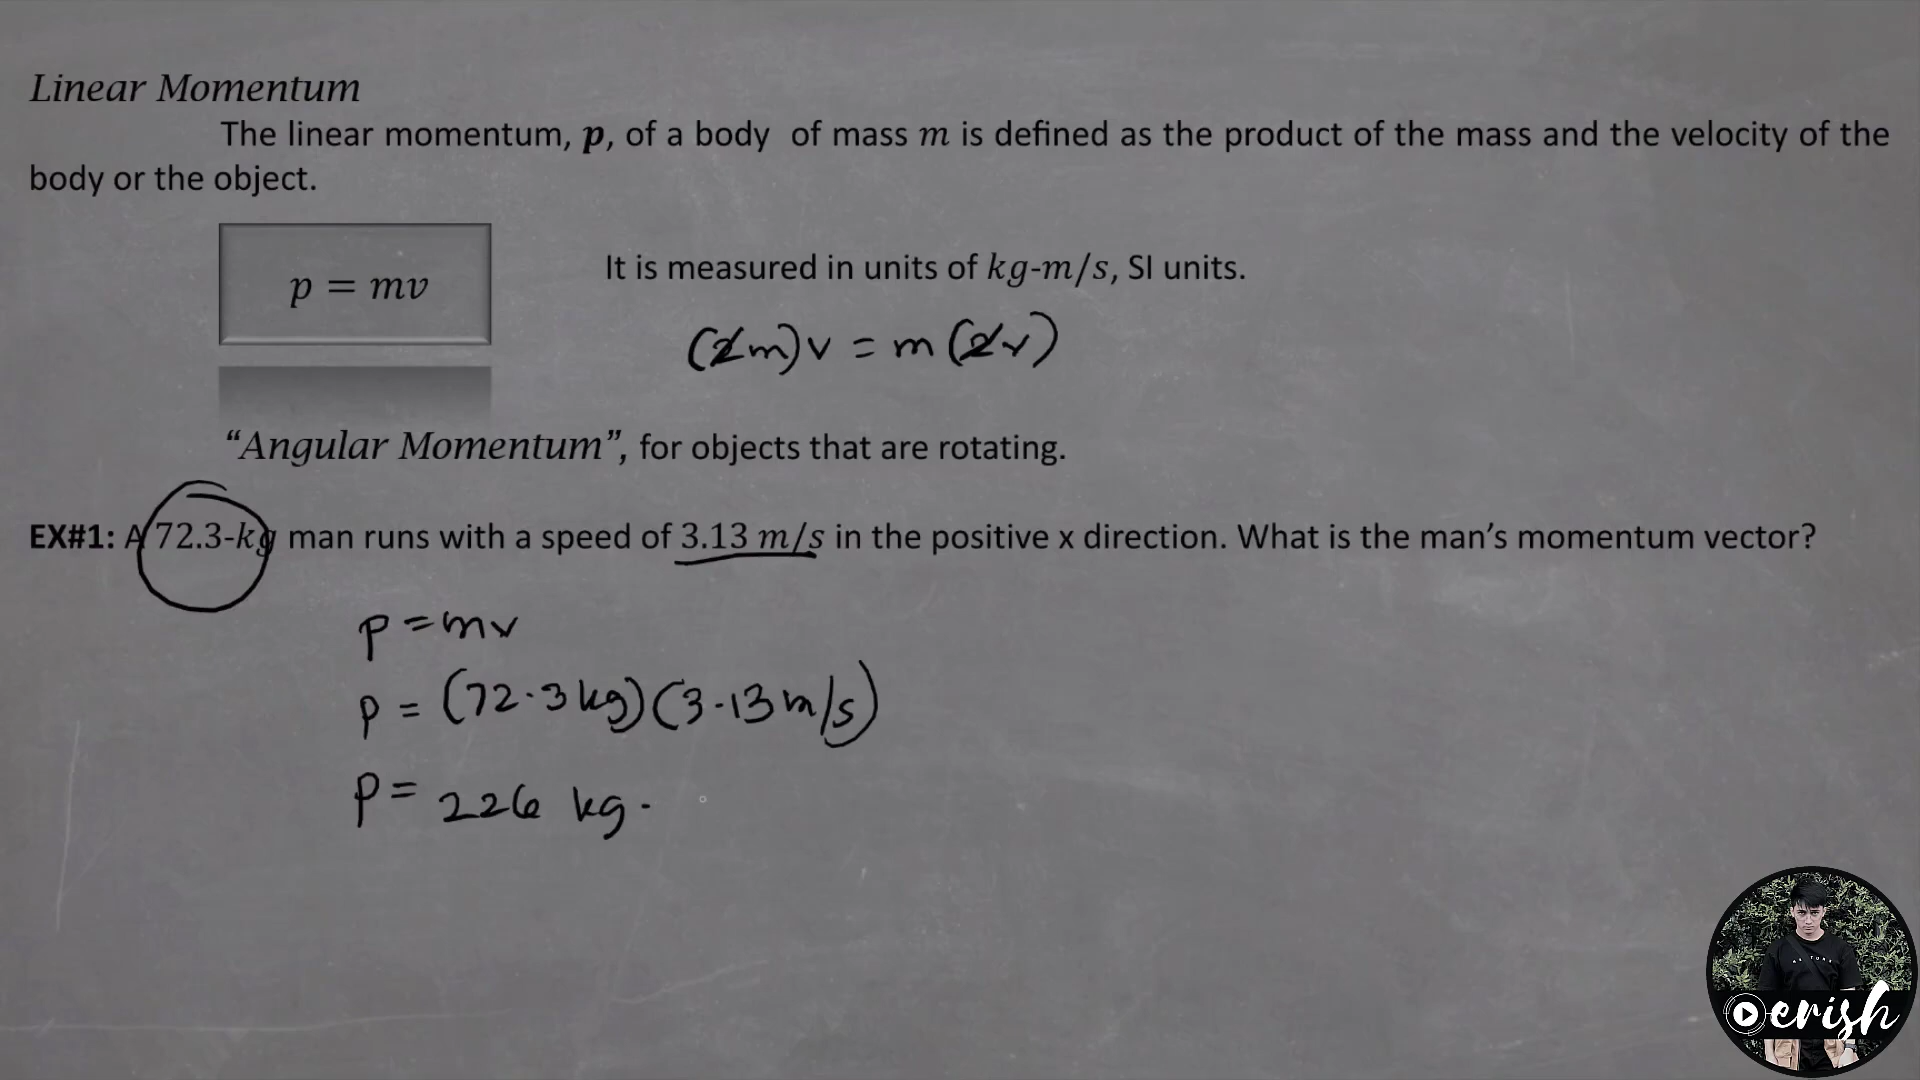 Linear Momentum
The linear momentum, p, of a body of mass m is defined as the product of the mass and the velocity of the
body or the object.
p = mv
It is measured in units of kg-m/s, SI units.
(2m)v = m(2v)
“Angular Momentum”, for objects that are rotating.
EX#1: A 72.3-kg man runs with a speed of 3.13 m/s in the positive x direction. What is the man’s momentum vector?
p = mv
p = (72.3 kg)(3.13 m/s)
p = 226 kg.
erish